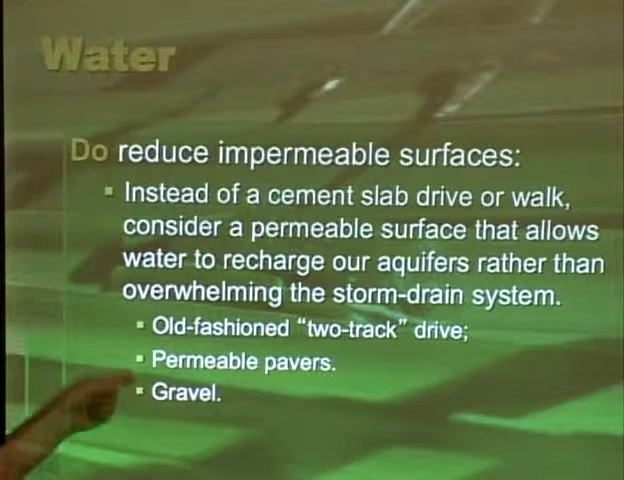 Water
Do reduce impermeable surfaces:
Instead of a cement slab drive or walk,
consider a permeable surface that allows
water to recharge our aquifers rather than
overwhelming the storm-drain system.
Old-fashioned “two-track” drive;
Permeable pavers.
Gravel.